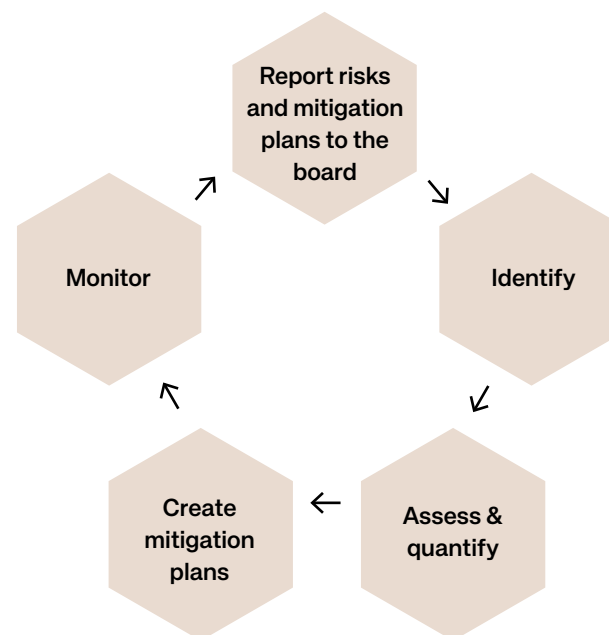 Report risks
and mitigation
plans to the
board
Monitor
Identify
Create
mitigation
plans
Assess &
quantify